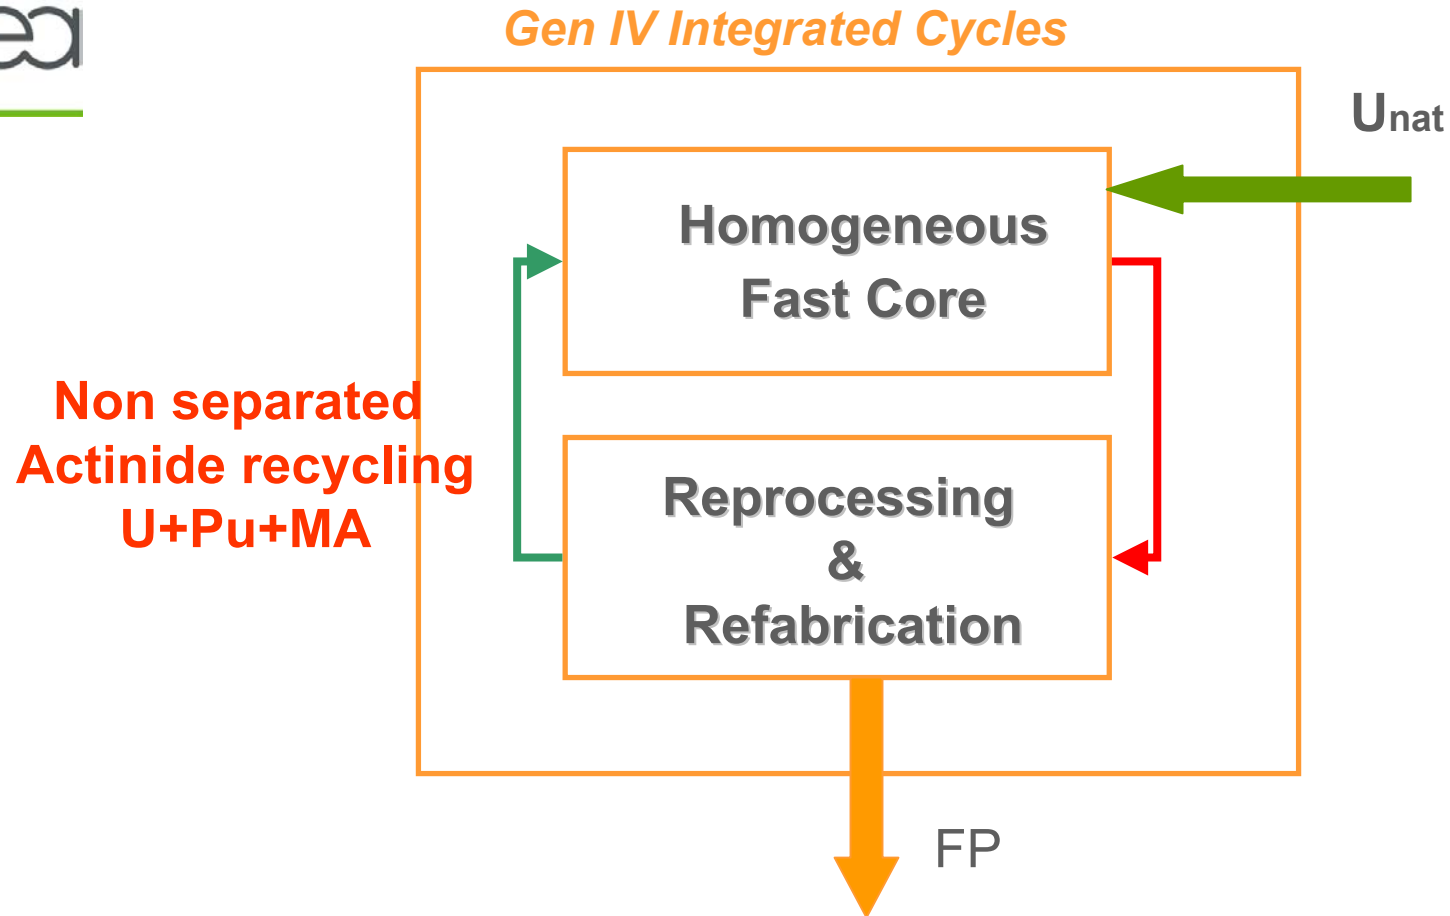 Gen IV Integrated Cycles
Unat
Homogeneous
Fast Core
Non separated
Actinide recycling
U+Pu+MA
Reprocessing
&
Refabrication
FP